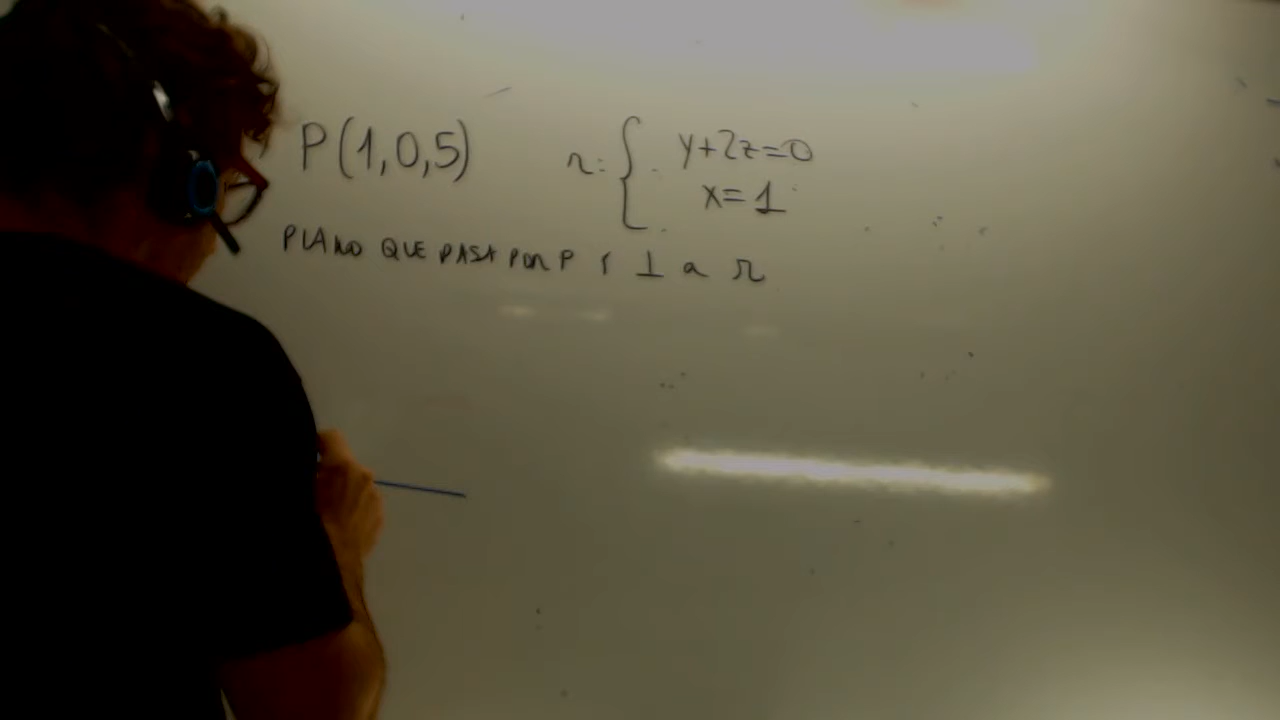 P(1,0,5)
r: { y+2z=0
x=1
PLANO QUE PASA POR P Y ⊥ a r